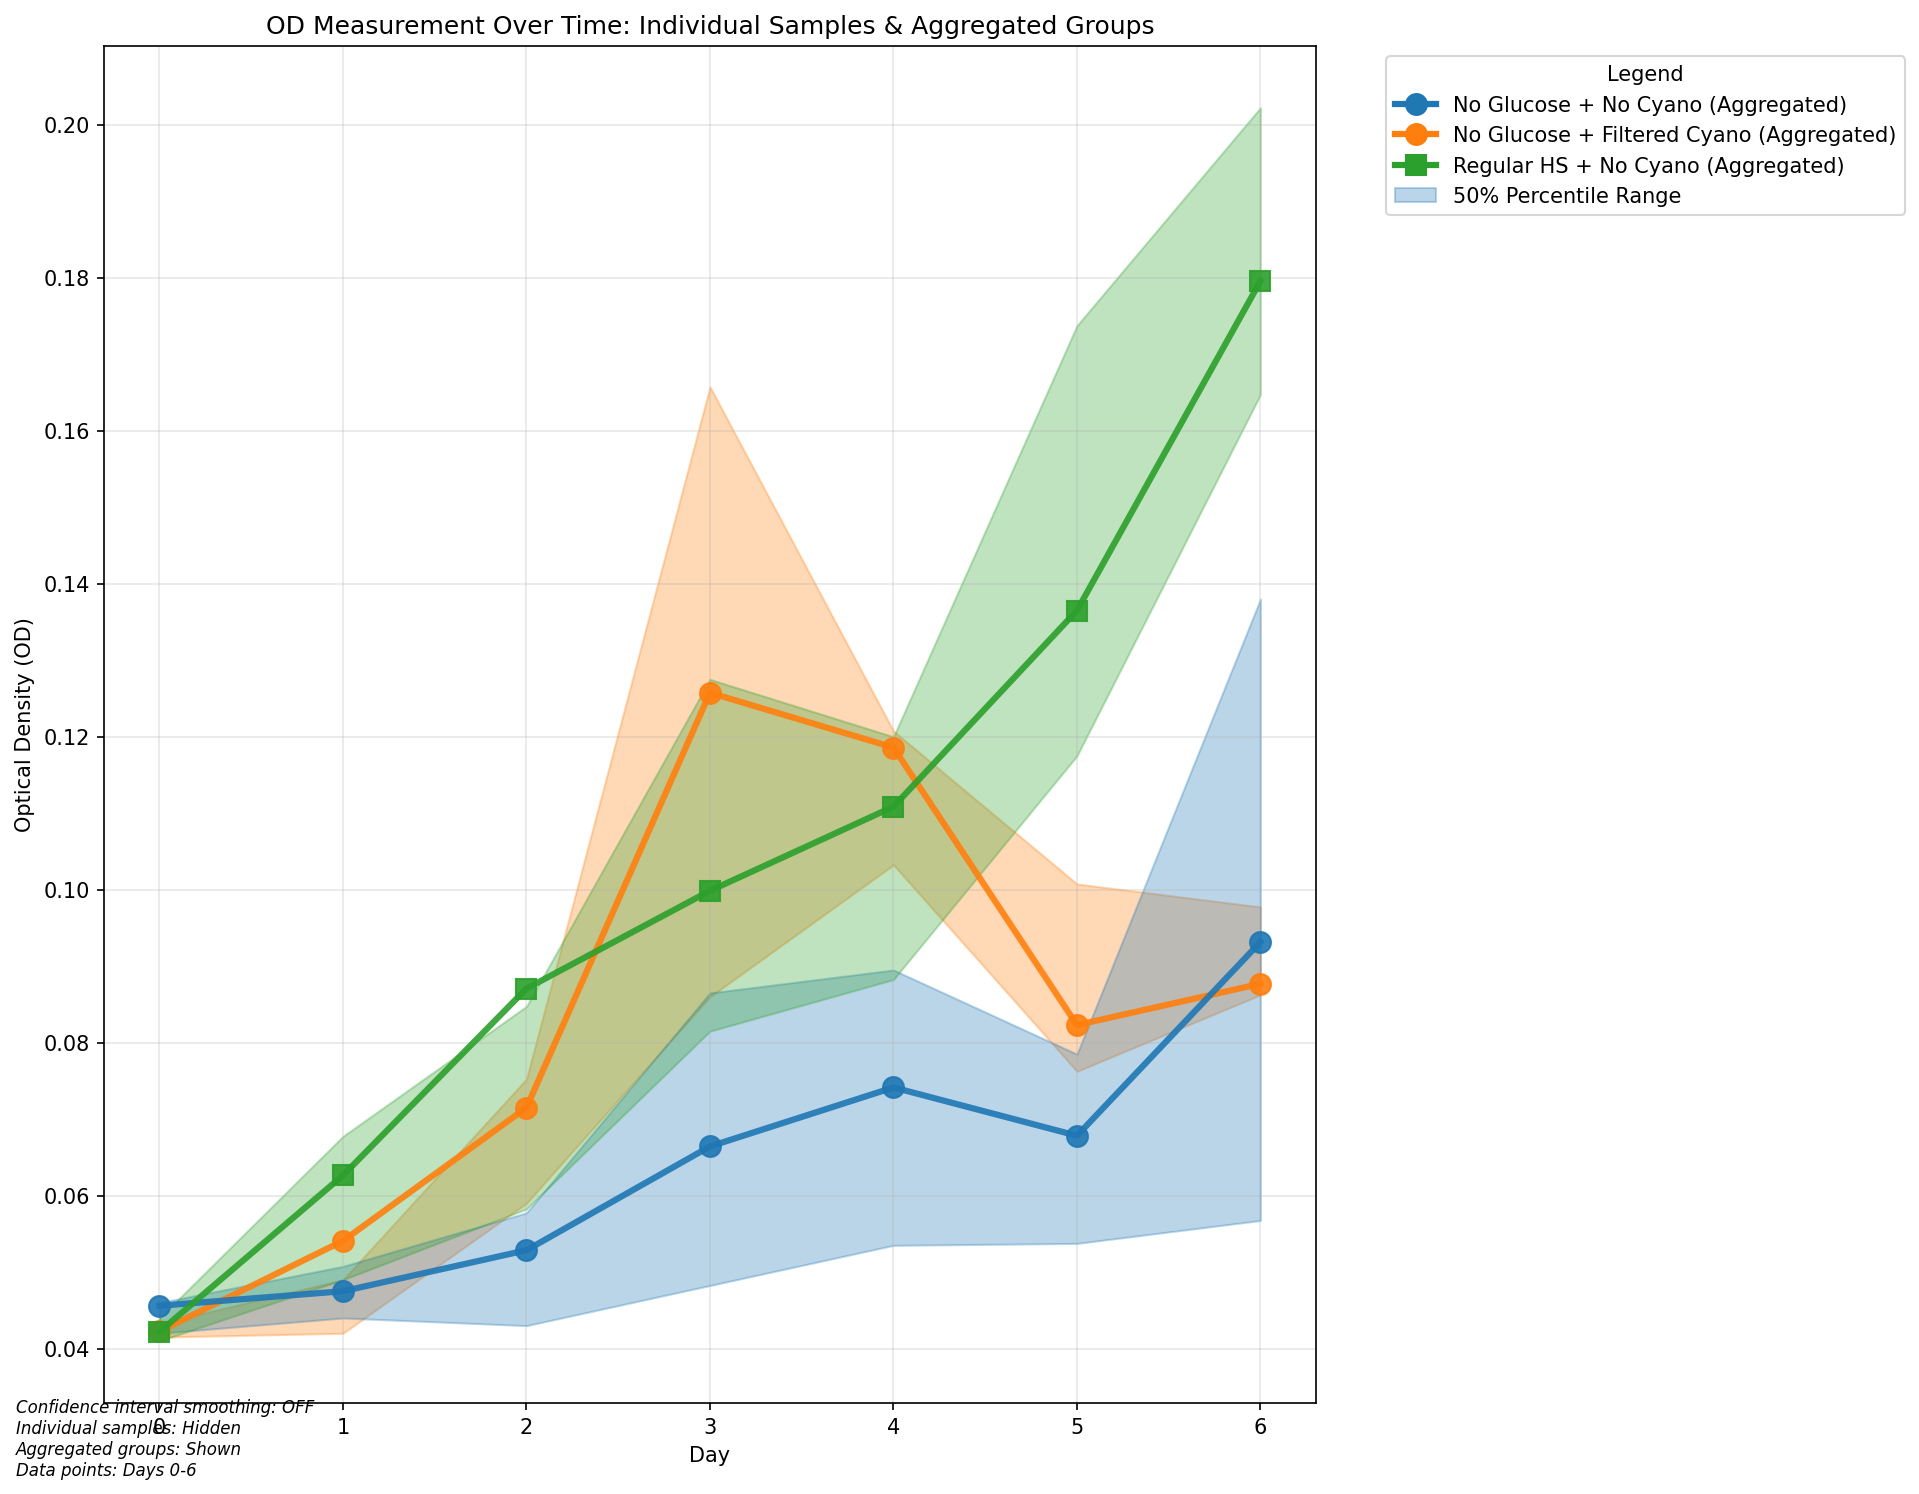 OD Measurement Over Time: Individual Samples & Aggregated Groups
Legend
No Glucose + No Cyano (Aggregated)
No Glucose + Filtered Cyano (Aggregated)
Regular HS + No Cyano (Aggregated)
50% Percentile Range
Optical Density (OD)
0.20
0.18
0.16
0.14
0.12
0.10
0.08
0.06
0.04
0 1 2 3 4 5 6
Day
Confidence interval smoothing: OFF
Individual samples: Hidden
Aggregated groups: Shown
Data points: Days 0-6